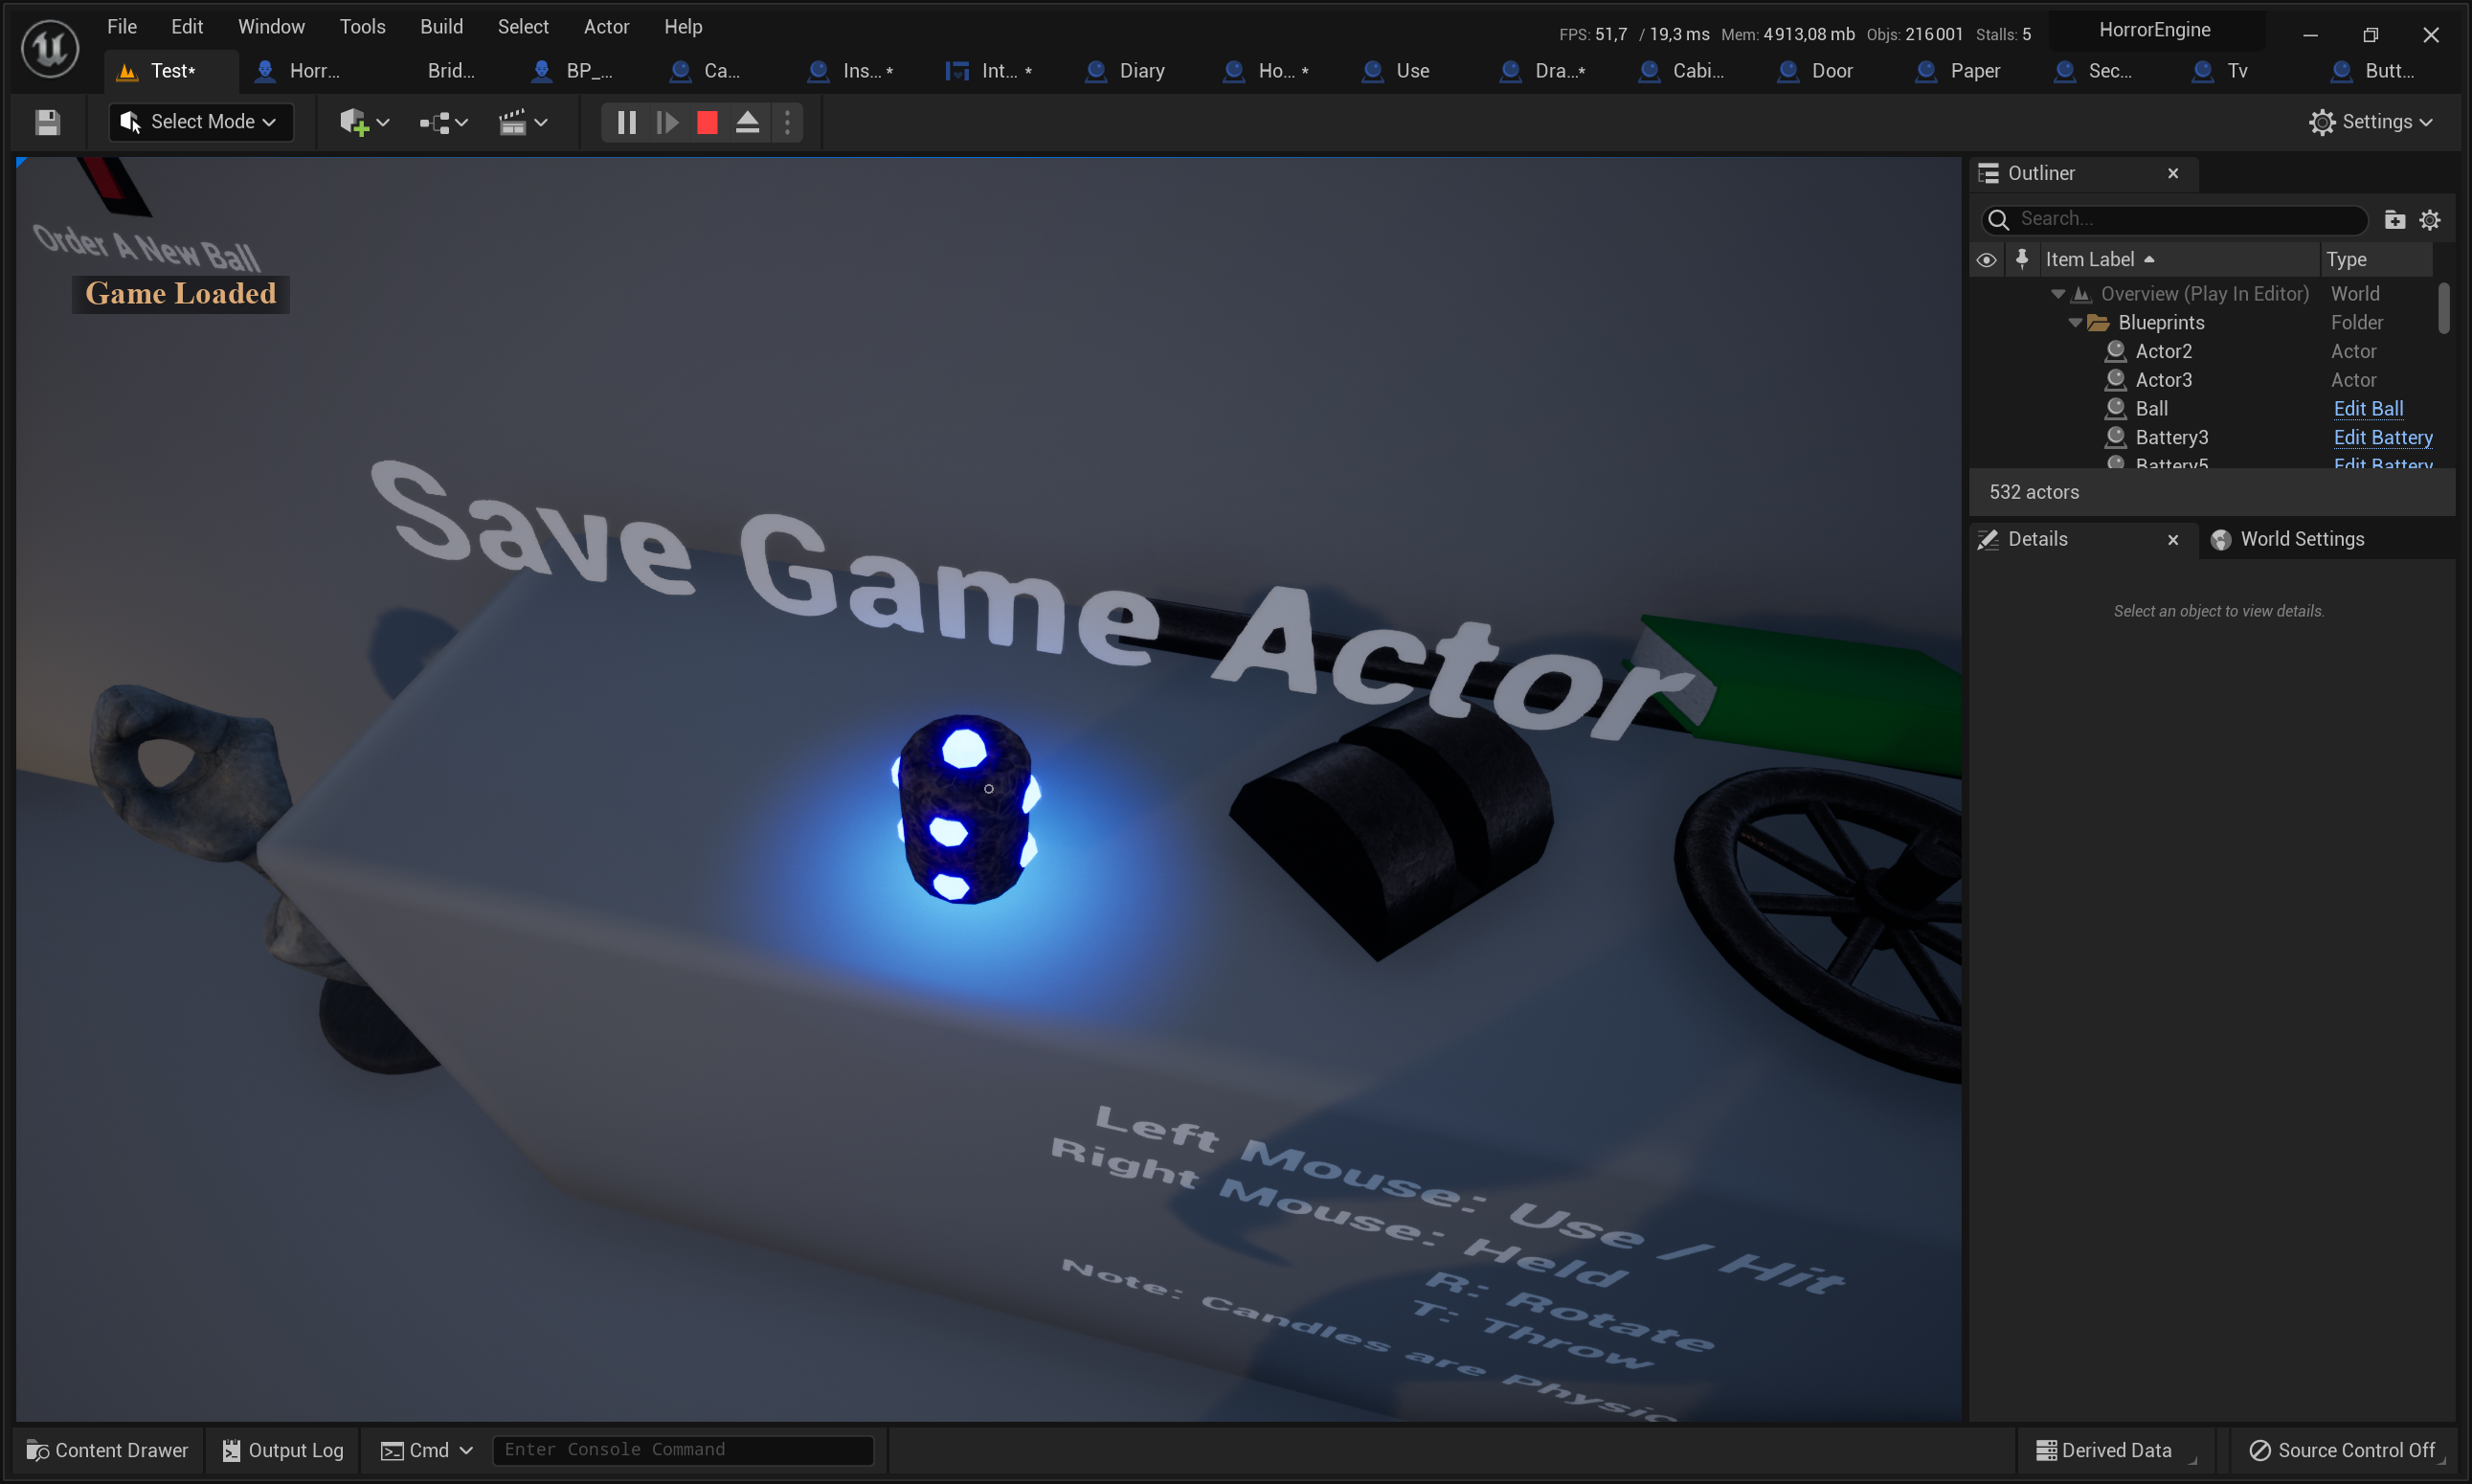 File Edit Window Tools Build Select Actor Help
FPS: 51,7 / 19,3 ms Mem: 4 913,08 mb Objs: 216 001 Stalls: 5
HorrorEngine
Test* Horr... Brid... BP_... Ca... Ins... * Int... * Diary Ho... * Use Dra...* Cabi... Door Paper Sec... Tv Butt...
Select Mode
Settings
Order A New Ball
Game Loaded
Save Game Actor
Left Mouse: Use / Hit
Right Mouse: Held
R: Rotate
T: Throw
Note: Candles are Physic
Outliner
Search...
Item Label Type
Overview (Play In Editor) World
Blueprints Folder
Actor2 Actor
Actor3 Actor
Ball Edit Ball
Battery3 Edit Battery
Battery5 Edit Battery
532 actors
Details World Settings
Select an object to view details.
Content Drawer Output Log Cmd Enter Console Command Derived Data Source Control Off